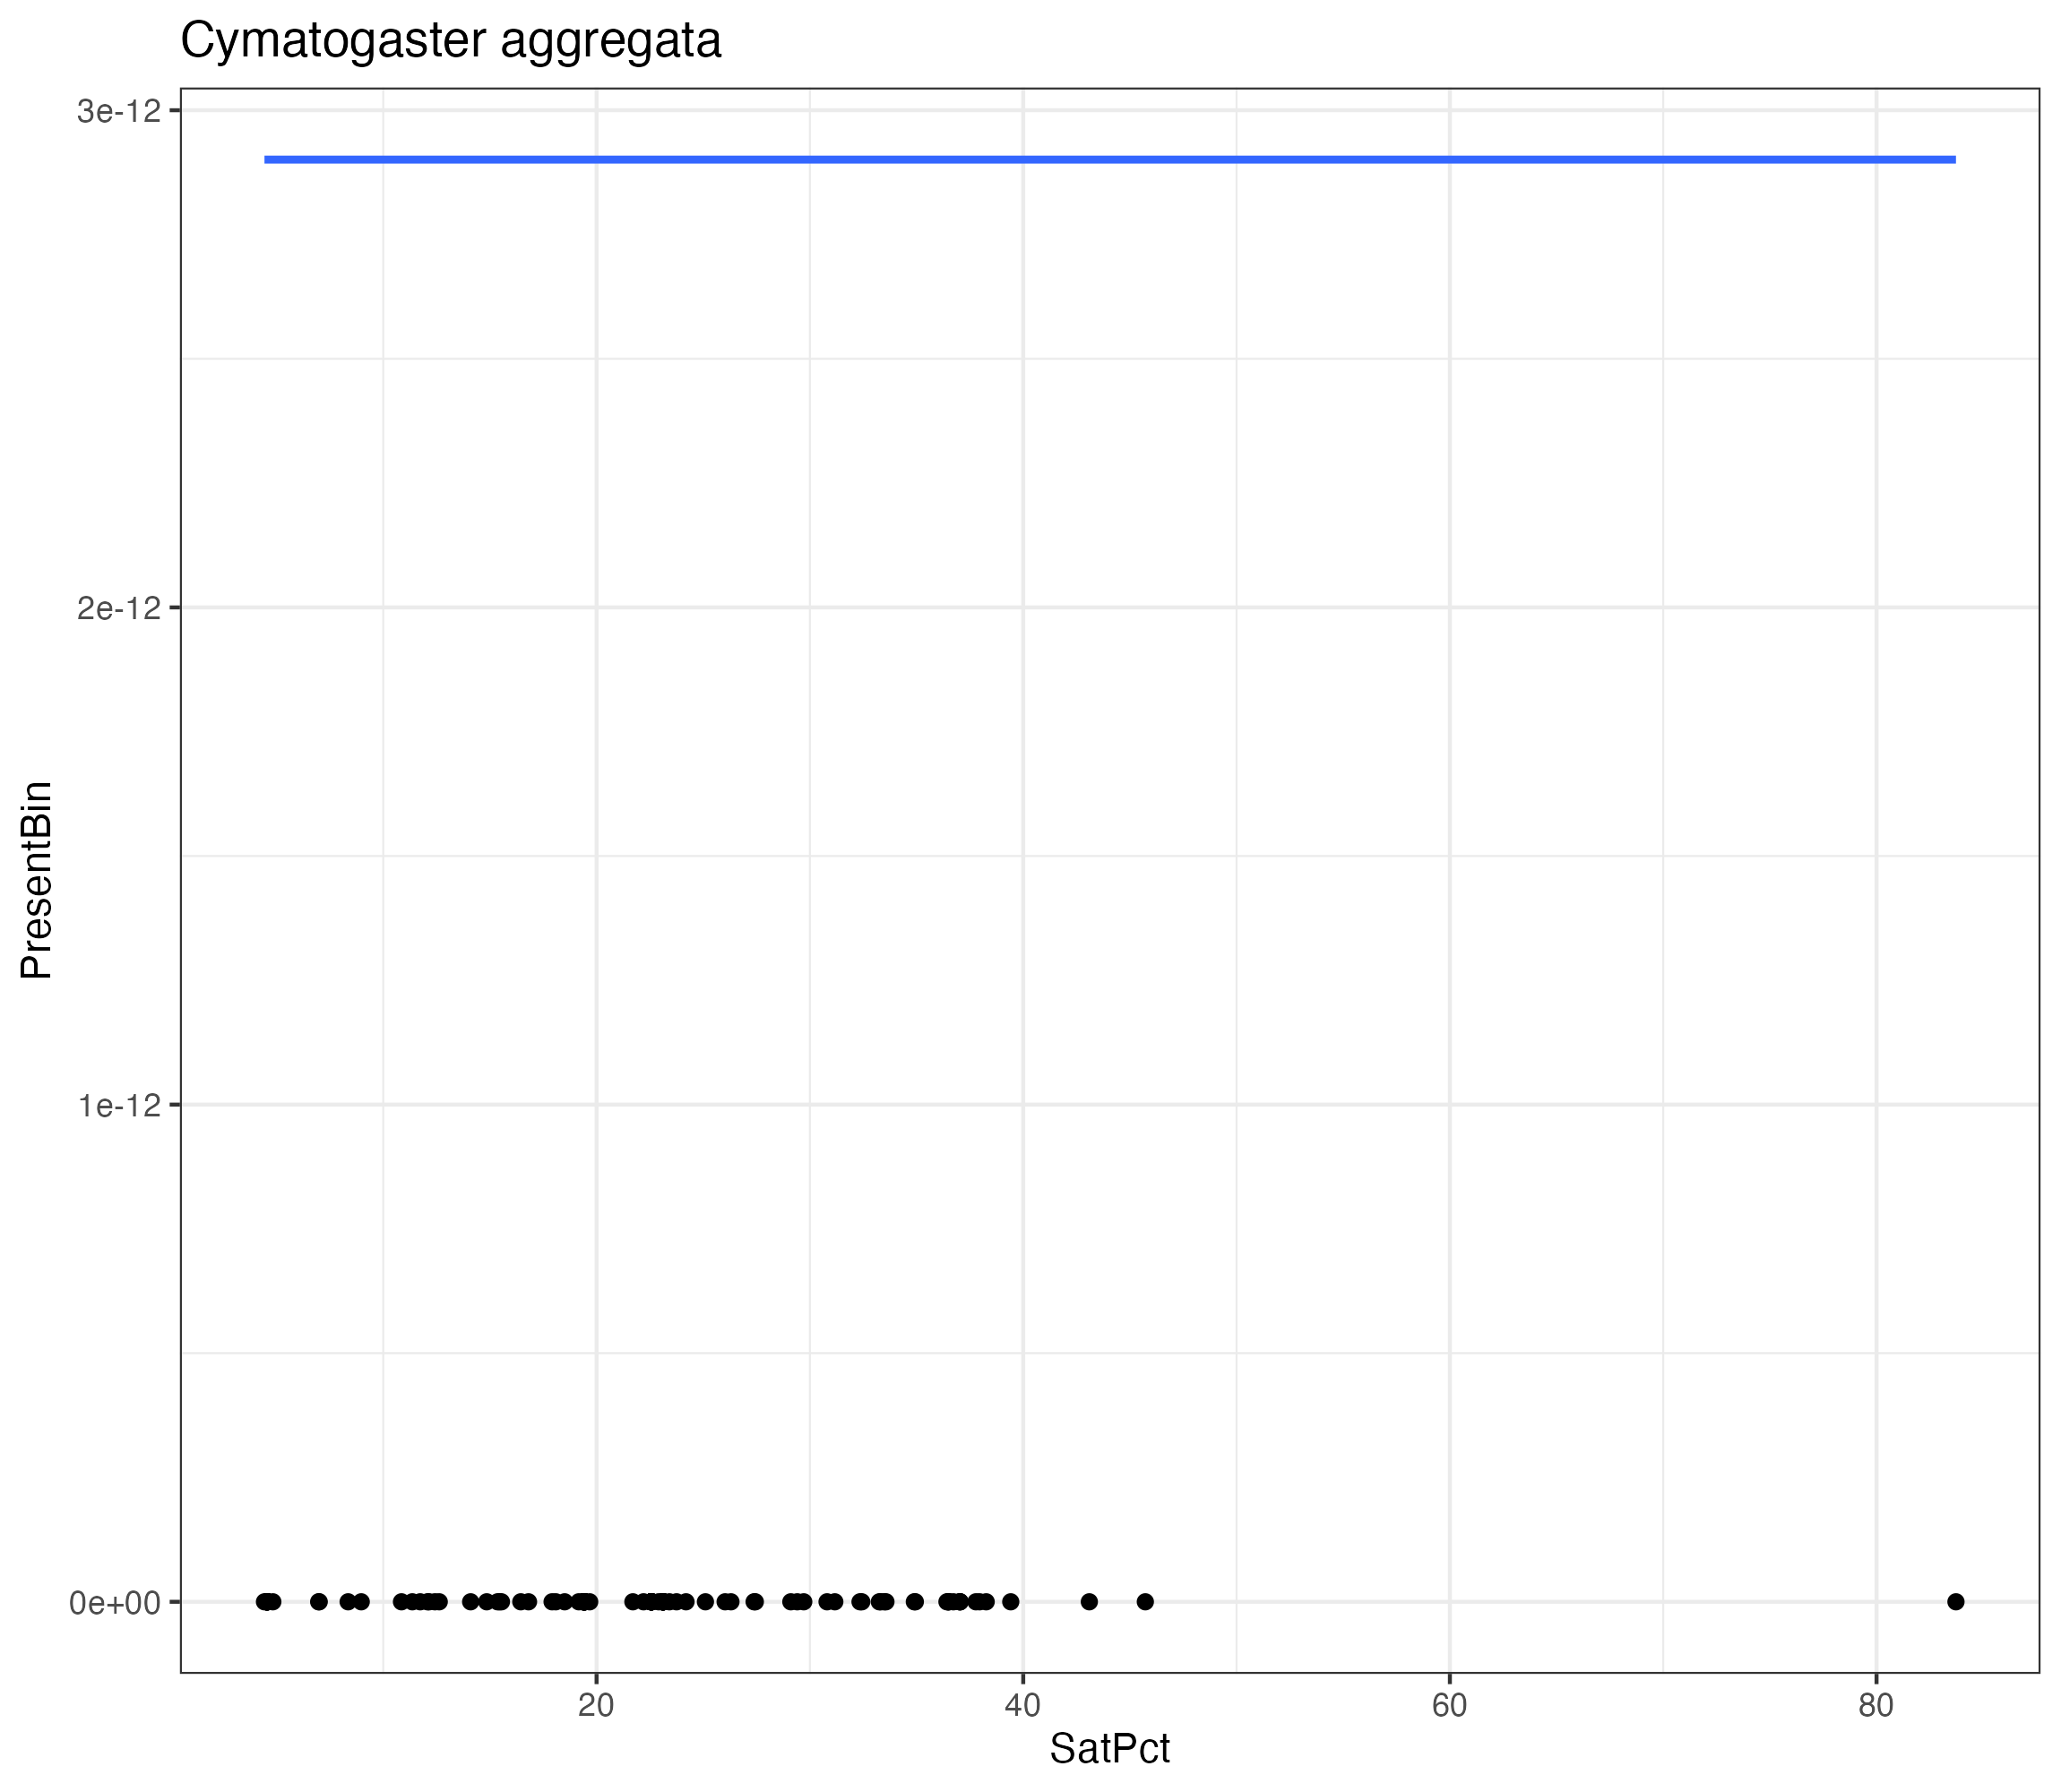 Cymatogaster aggregata
3e-12
2e-12
1e-12
0e+00
PresentBin
20 40 60 80
SatPct